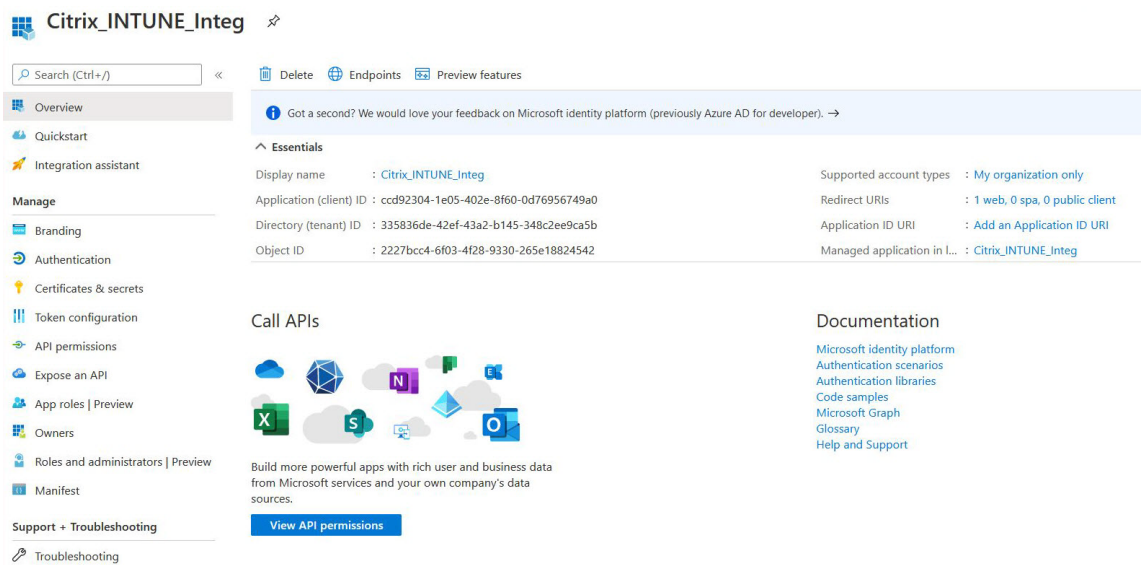 Citrix_INTUNE_Integ
Search (Ctrl+/)
«
Overview
Quickstart
Integration assistant
Manage
Branding
Authentication
Certificates & secrets
Token configuration
API permissions
Expose an API
App roles | Preview
Owners
Roles and administrators | Preview
Manifest
Support + Troubleshooting
Troubleshooting
Delete Endpoints Preview features
Got a second? We would love your feedback on Microsoft identity platform (previously Azure AD for developer). →
Essentials
Display name : Citrix_INTUNE_Integ
Application (client) ID : ccd92304-1e05-402e-8f60-0d76956749a0
Directory (tenant) ID : 335836de-42ef-43a2-b145-348c2ee9ca5b
Object ID : 2227bcc4-6f03-4f28-9330-265e18824542
Supported account types : My organization only
Redirect URIs : 1 web, 0 spa, 0 public client
Application ID URI : Add an Application ID URI
Managed application in l... : Citrix_INTUNE_Integ
Call APIs
N
E
X
S
O
Build more powerful apps with rich user and business data
from Microsoft services and your own company's data
sources.
View API permissions
Documentation
Microsoft identity platform
Authentication scenarios
Authentication libraries
Code samples
Microsoft Graph
Glossary
Help and Support